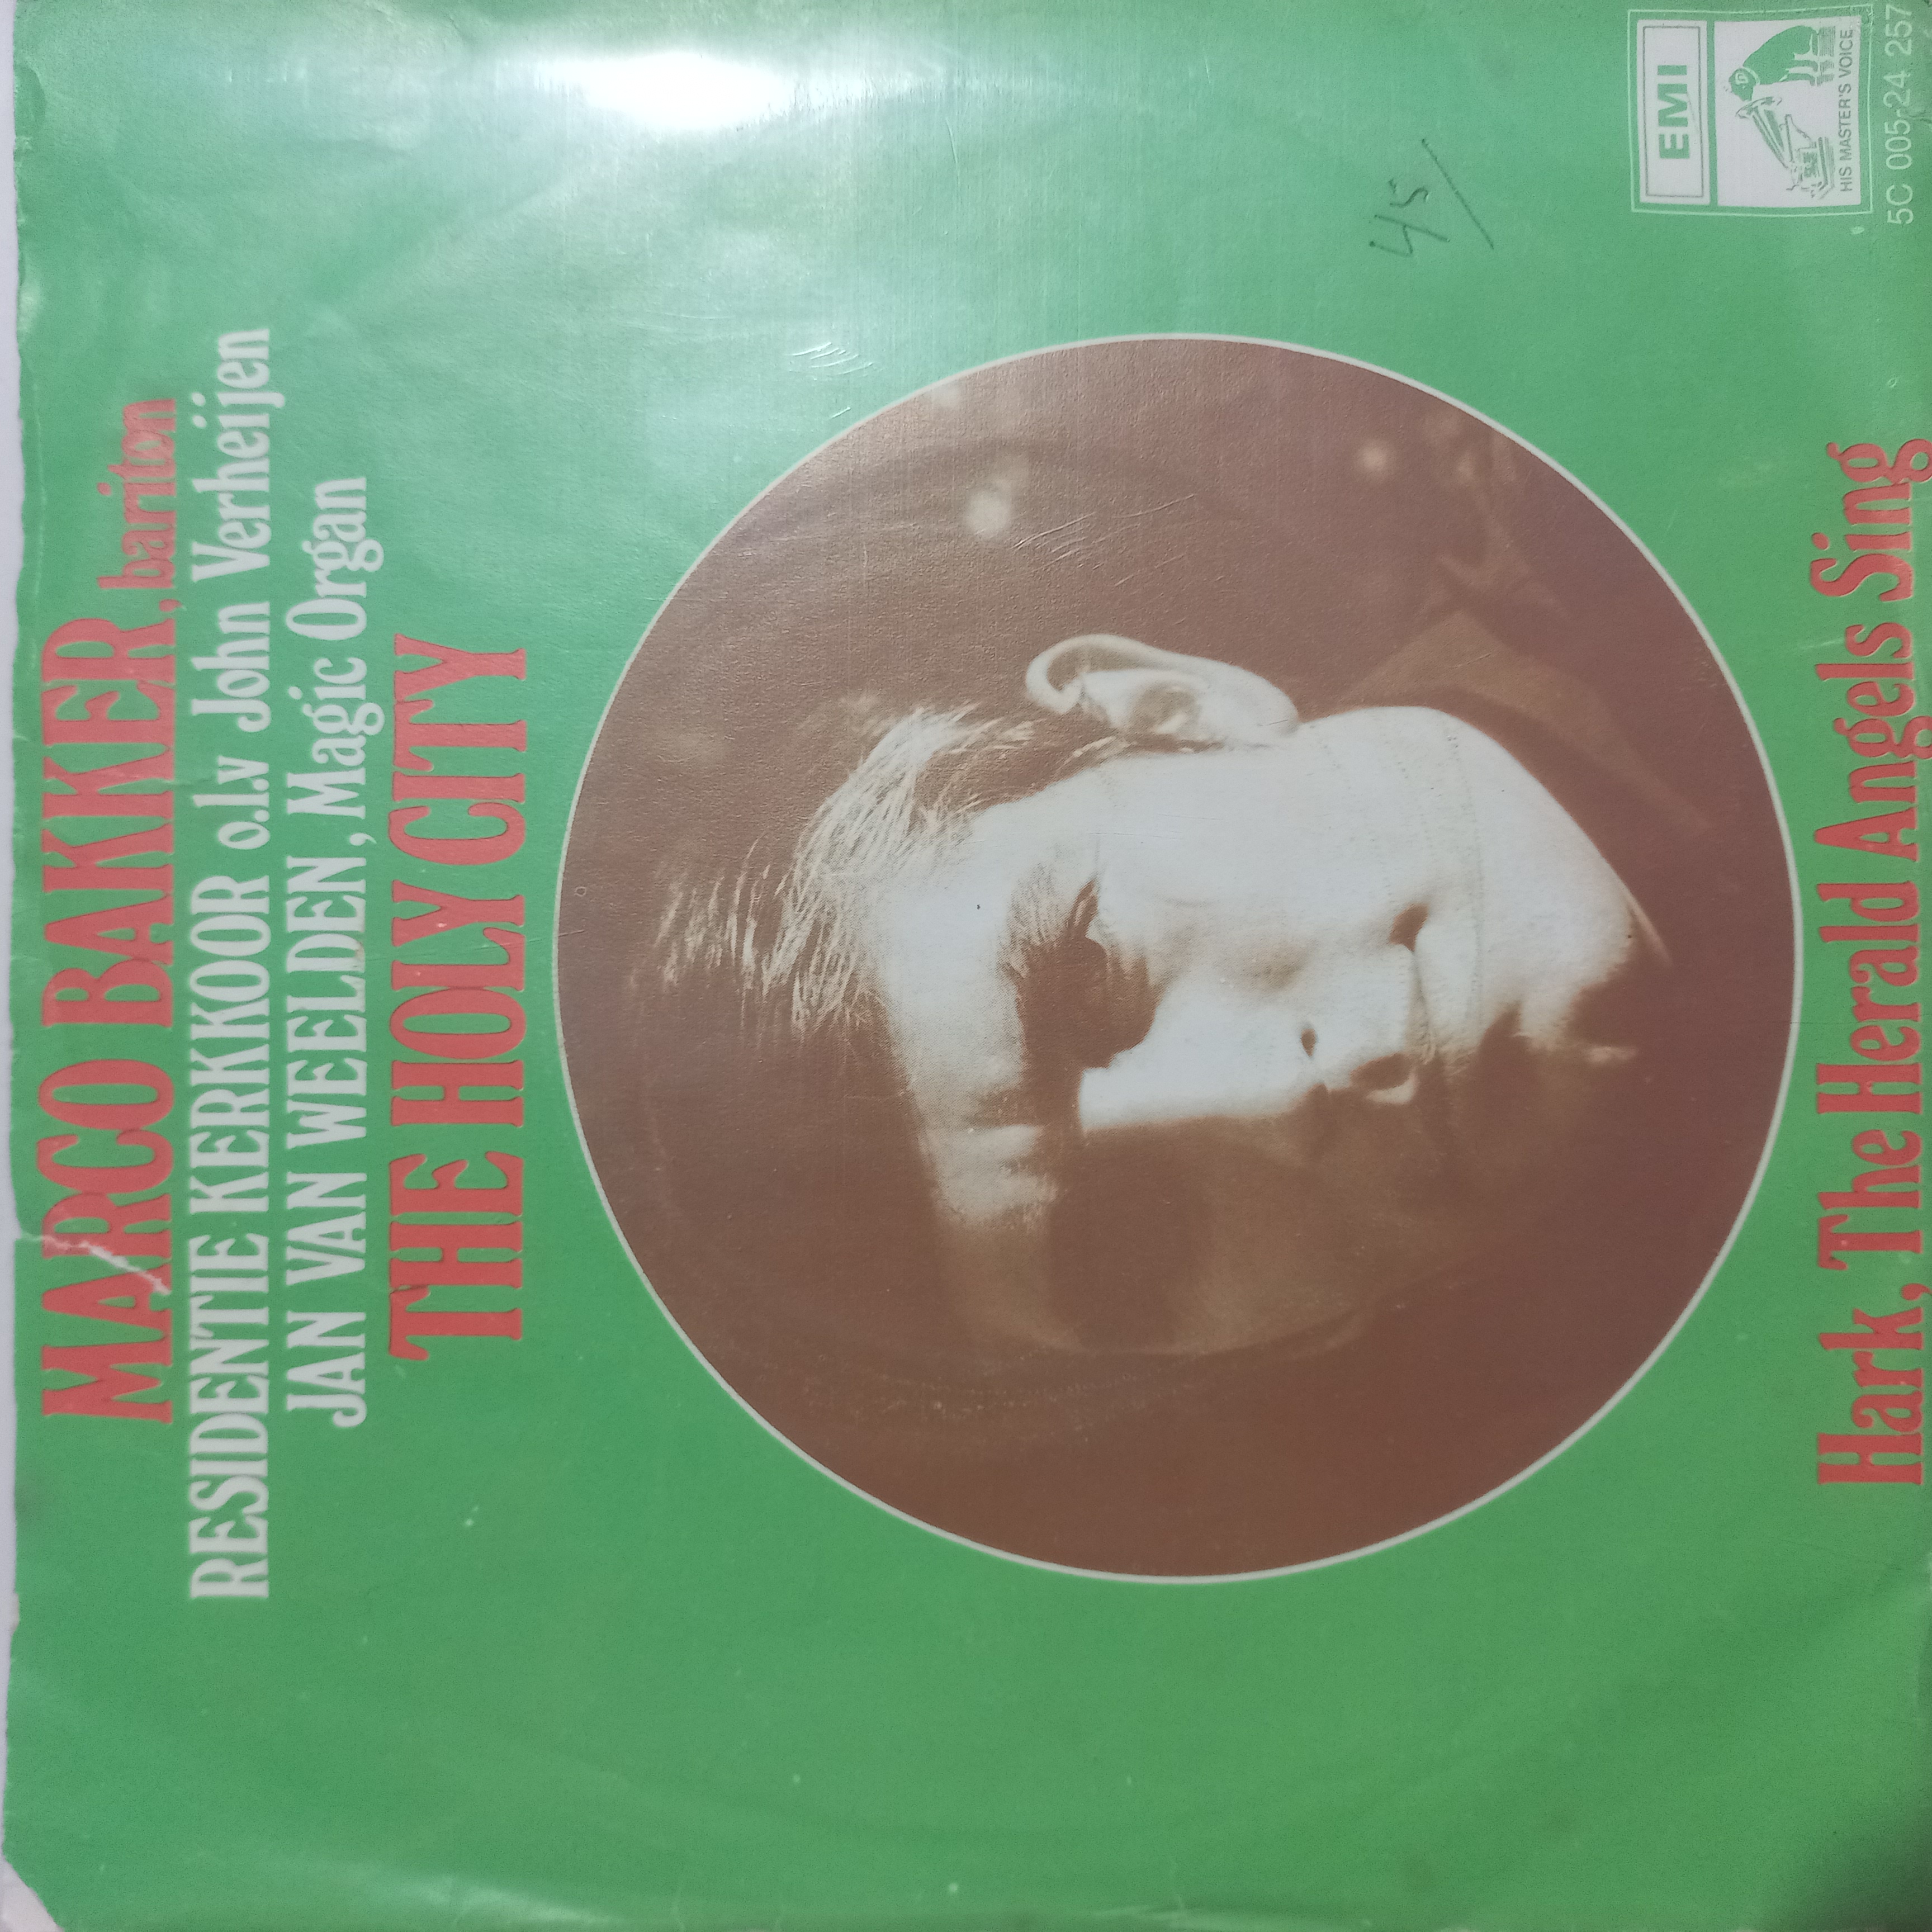 MARCO BAKKER, bariton
RESIDENTIE KERKKOOR o.l.v John Verheijen
JAN VAN WEELDEN, Magic Organ
THE HOLY CITY
45/
Hark, The Herald Angels Sing
EMI
HIS MASTER'S VOICE
5C 005-24 257